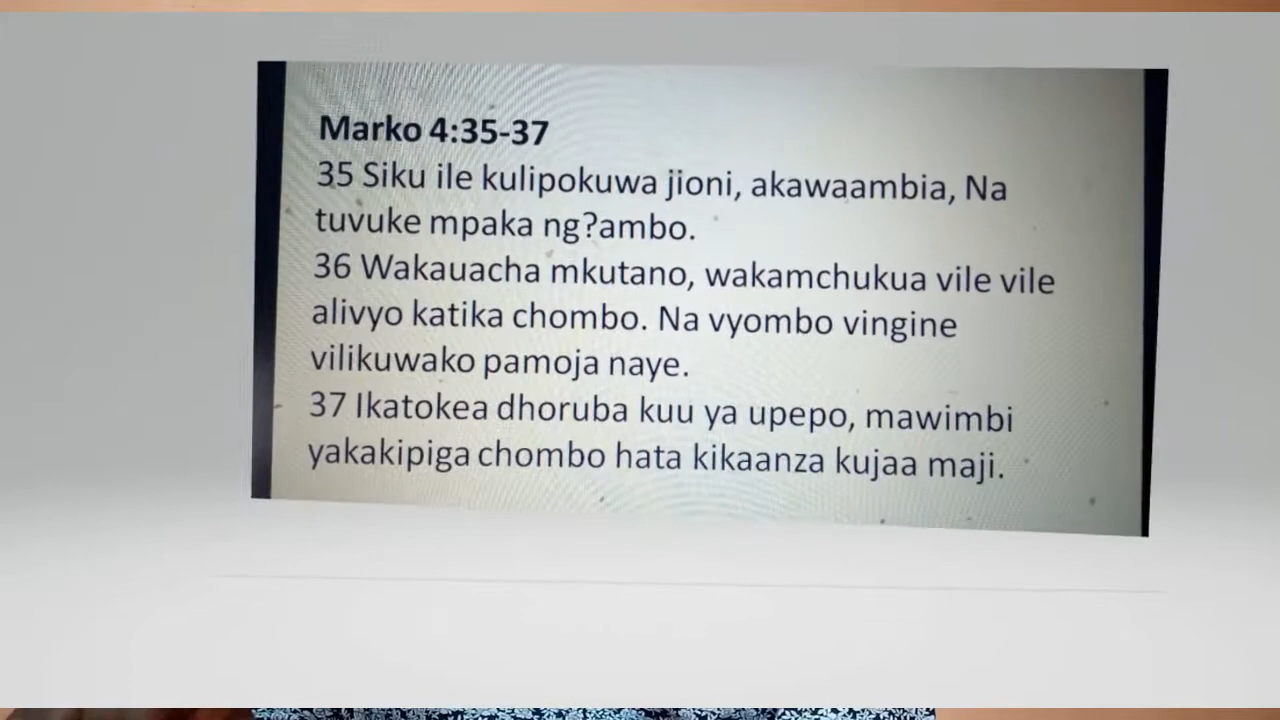 Marko 4:35-37
35 Siku ile kulipokuwa jioni, akawaambia, Na
tuvuke mpaka ng?ambo.
36 Wakauacha mkutano, wakamchukua vile vile
alivyo katika chombo. Na vyombo vingine
vilikuwako pamoja naye.
37 Ikatokea dhoruba kuu ya upepo, mawimbi
yakakipiga chombo hata kikaanza kujaa maji.